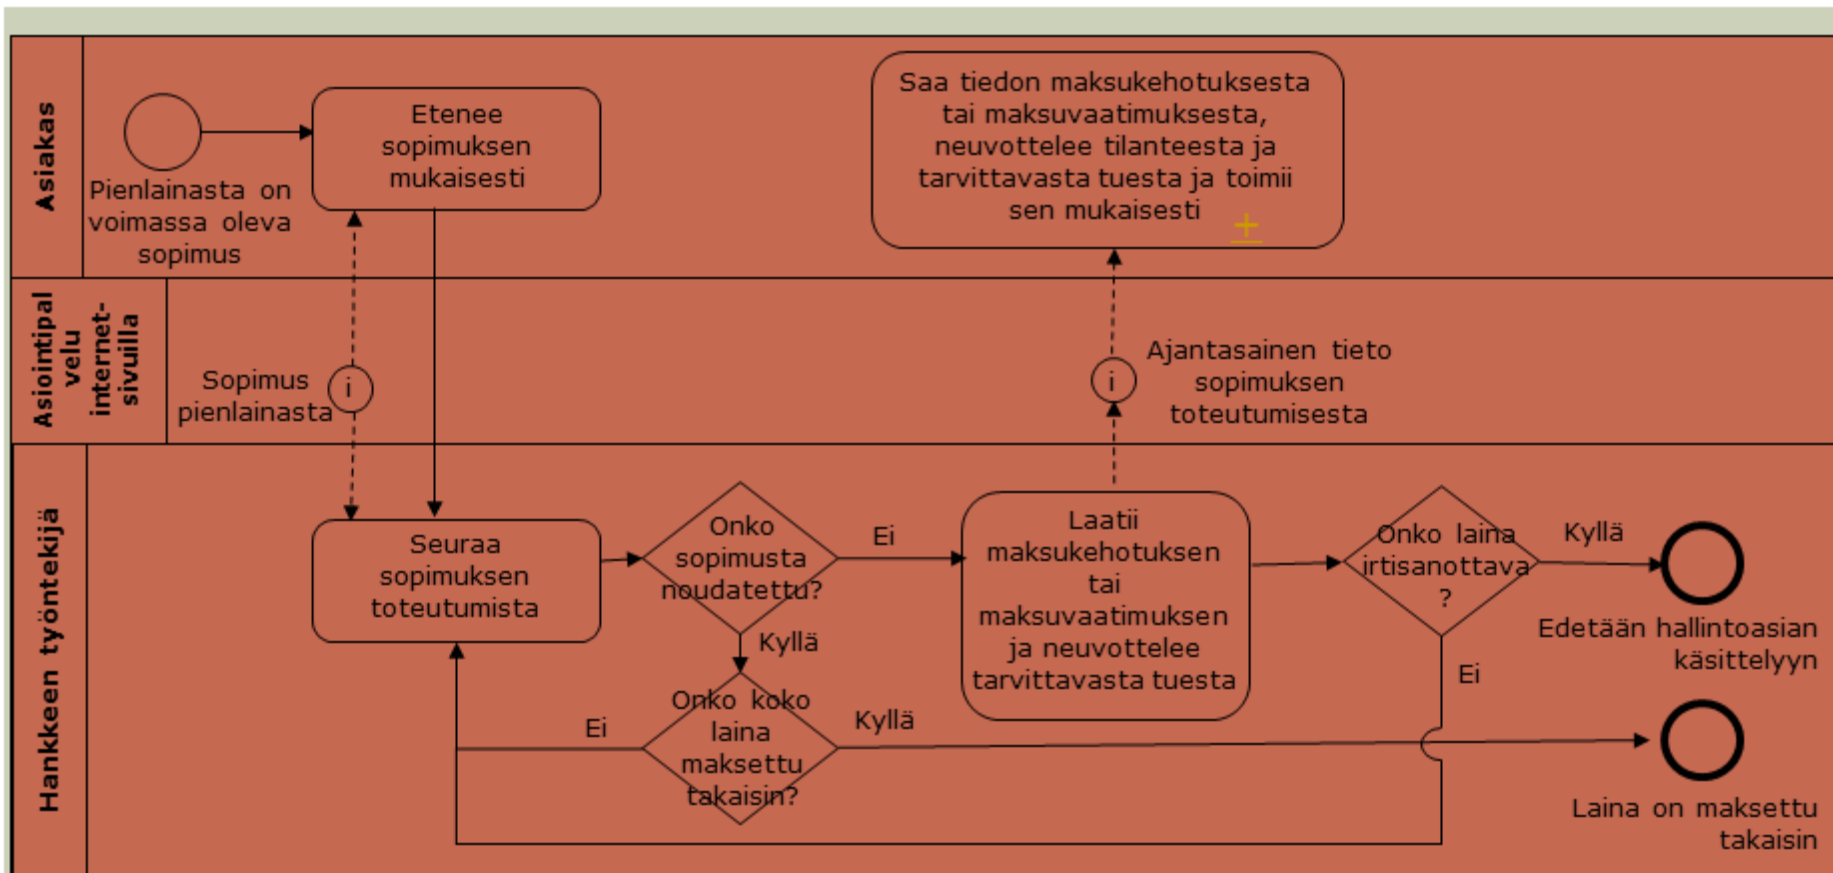 Asiakas
Pienlainasta on
voimassa oleva
sopimus
Etenee
sopimuksen
mukaisesti
Saa tiedon maksukehotuksesta
tai maksuvaatimuksesta,
neuvottelee tilanteesta ja
tarvittavasta tuesta ja toimii
sen mukaisesti
+
Asiointipal
velu
internet-
sivuilla
Sopimus
pienlainasta
i
i
Ajantasainen tieto
sopimuksen
toteutumisesta
Hankkeen työntekijä
Seuraa
sopimuksen
toteutumista
Onko
sopimusta
noudatettu?
Ei
Kyllä
Laatii
maksukehotuksen
tai
maksuvaatimuksen
ja neuvottelee
tarvittavasta tuesta
Onko laina
irtisanottava
?
Kyllä
Edetään hallintoasian
käsittelyyn
Ei
Onko koko
laina
maksettu
takaisin?
Ei
Kyllä
Laina on maksettu
takaisin